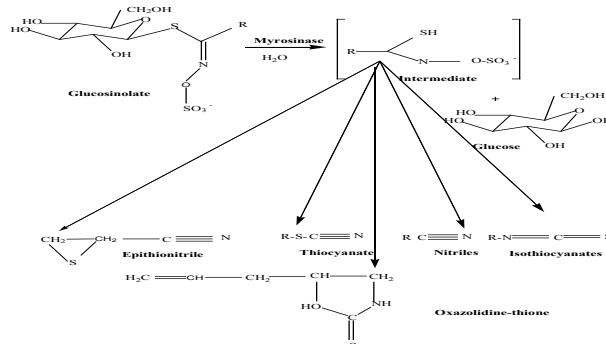 CH₂OH
HO
HO
O
S
R
OH
OH
N
O
SO₃⁻
Glucosinolate
Myrosinase
H₂O
SH
R
N
O-SO₃⁻
Intermediate
+
CH₂OH
HO
HO
O
OH
Glucose
CH₂ CH₂ C N
S
Epithionitrile
R-S-C N
Thiocyanate
R C N
Nitriles
R-N C
Isothiocyanates
H₂C CH CH₂ CH CH₂
HO NH
C
Oxazolidine-thione